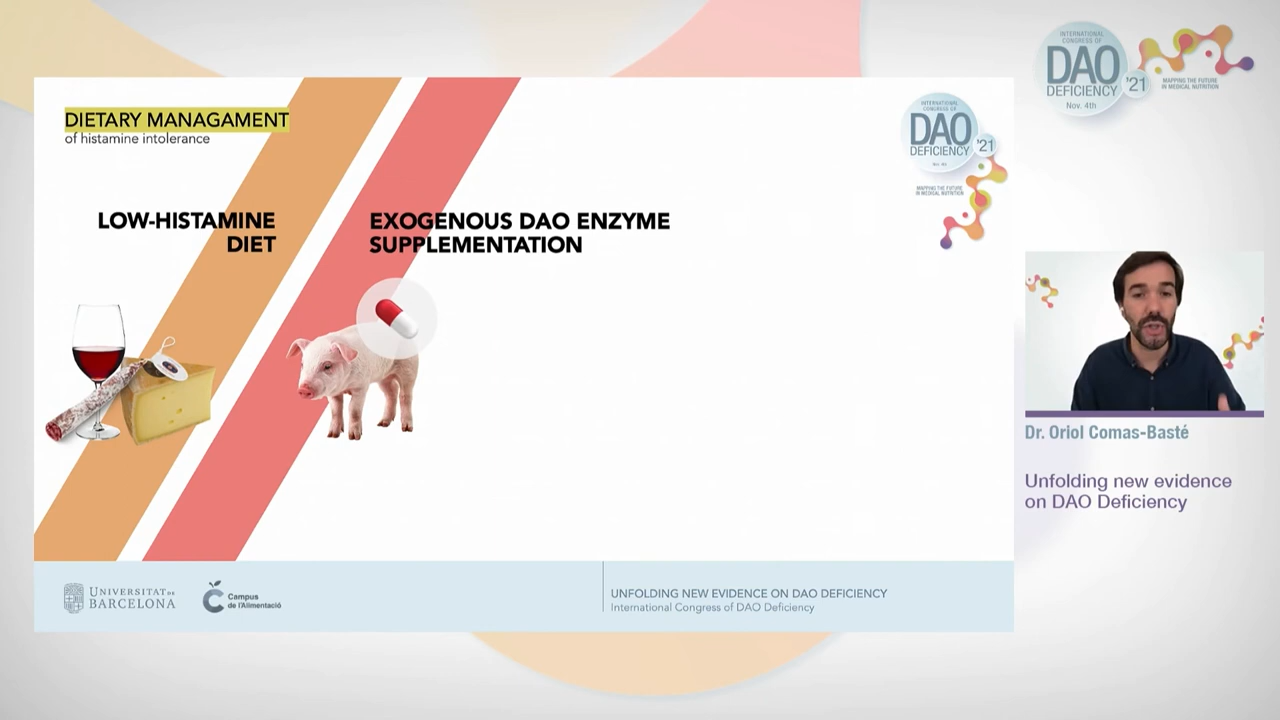 DIETARY MANAGAMENT
of histamine intolerance
LOW-HISTAMINE
DIET
EXOGENOUS DAO ENZYME
SUPPLEMENTATION
INTERNATIONAL
CONGRESS OF
DAO
DEFICIENCY
'21
MAPPING THE FUTURE
IN MEDICAL NUTRITION
UNIVERSITAT DE
BARCELONA
Campus
de l'Alimentació
UNFOLDING NEW EVIDENCE ON DAO DEFICIENCY
International Congress of DAO Deficiency
INTERNATIONAL
CONGRESS OF
DAO
DEFICIENCY
'21
Nov. 4th
MAPPING THE FUTURE
IN MEDICAL NUTRITION
Dr. Oriol Comas-Basté
Unfolding new evidence
on DAO Deficiency